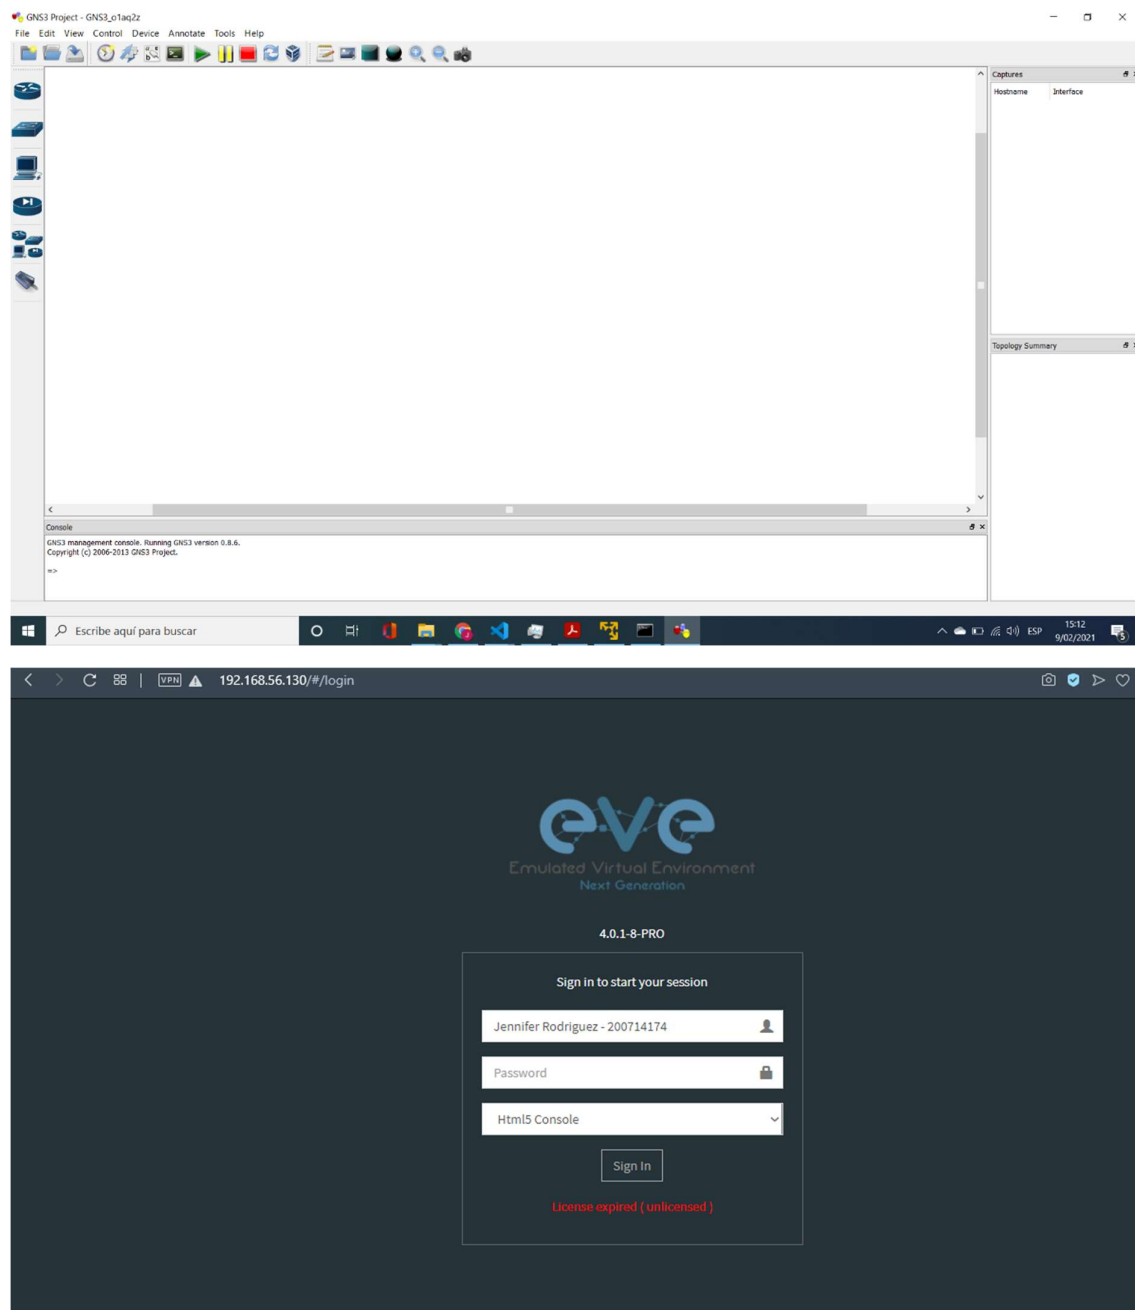 GNS3 Project - GNS3_o1aq2z
File Edit View Control Device Annotate Tools Help
Captures
Hostname Interface
Topology Summary
Console
GNS3 management console. Running GNS3 version 0.8.6.
Copyright (c) 2006-2013 GNS3 Project.
=>
Escribe aquí para buscar
ESP
15:12
9/02/2021
5
VPN 192.168.56.130/#/login
eve
Emulated Virtual Environment
Next Generation
4.0.1-8-PRO
Sign in to start your session
Jennifer Rodriguez - 200714174
Password
Html5 Console
Sign In
License expired ( unlicensed )